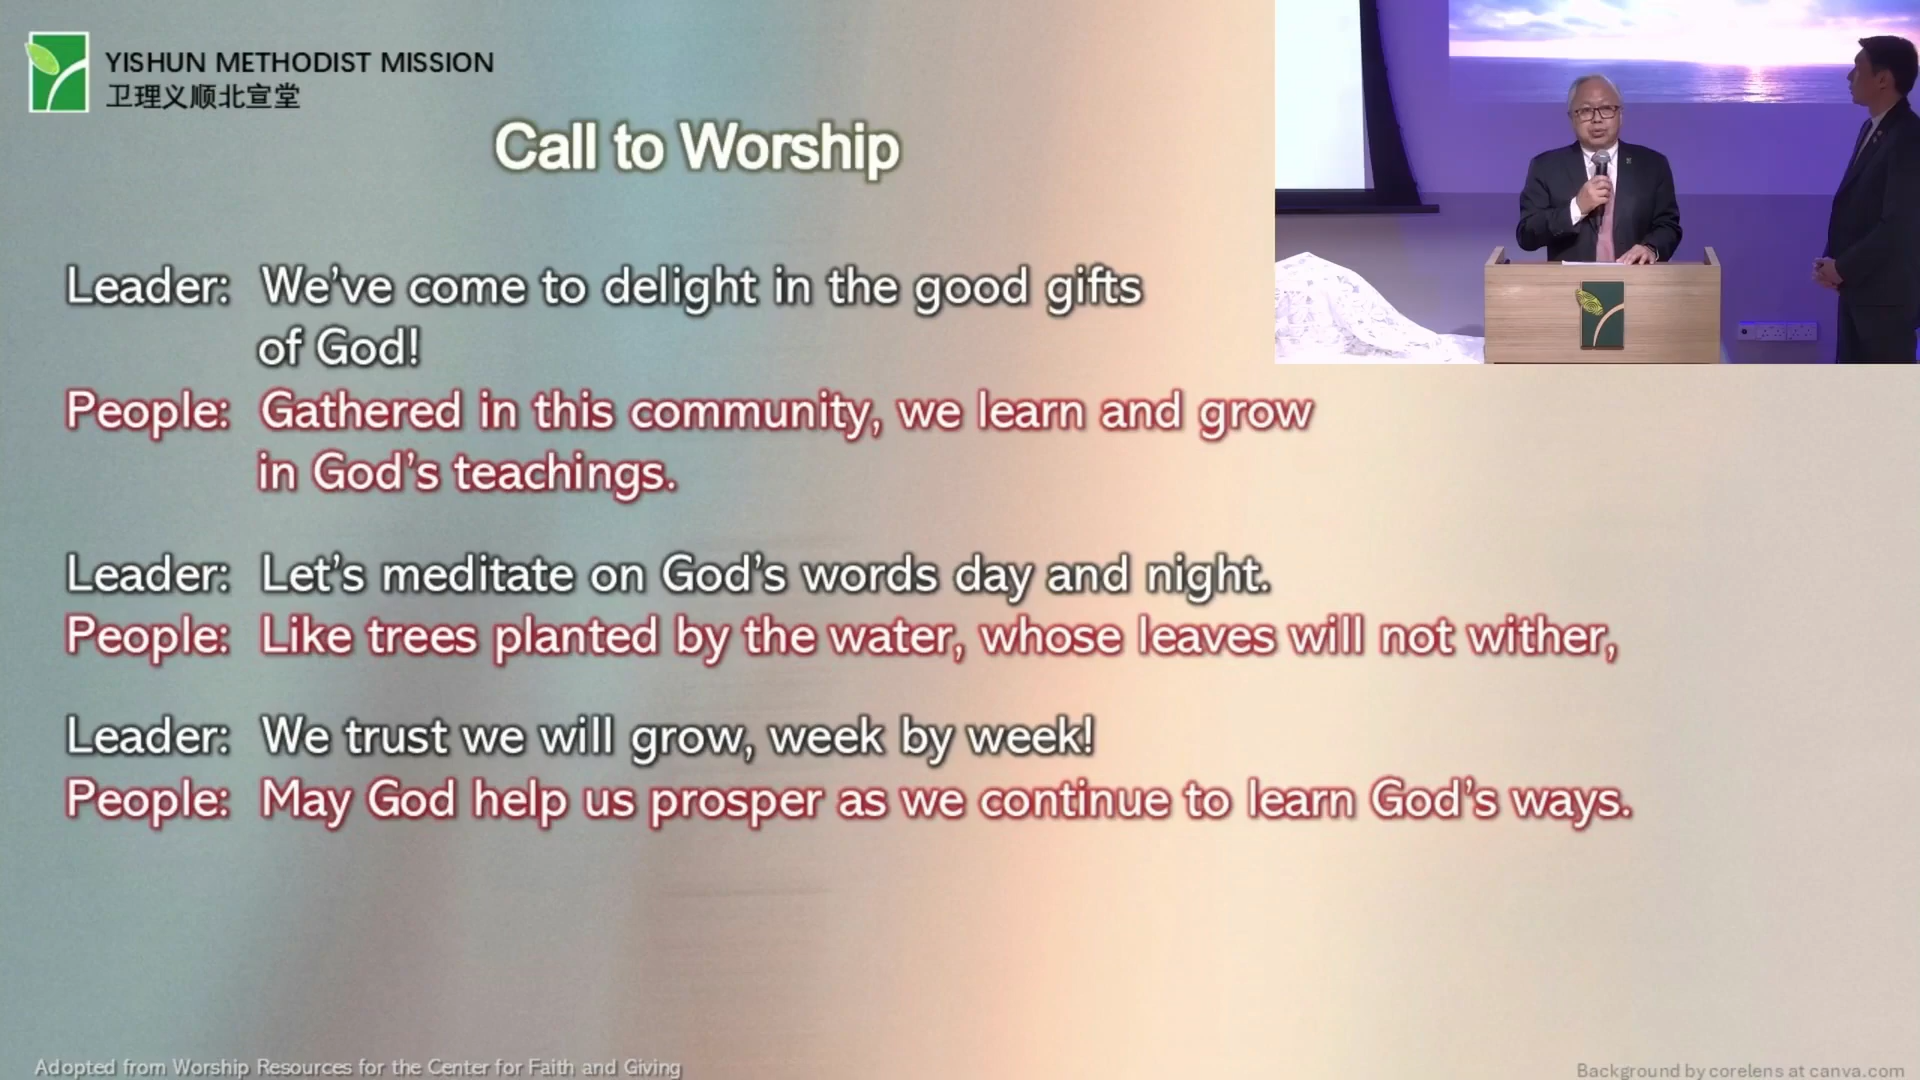 YISHUN METHODIST MISSION
卫理义顺北宣堂
Call to Worship
Leader: We've come to delight in the good gifts
of God!
People: Gathered in this community, we learn and grow
in God's teachings.
Leader: Let's meditate on God's words day and night.
People: Like trees planted by the water, whose leaves will not wither,
Leader: We trust we will grow, week by week!
People: May God help us prosper as we continue to learn God's ways.
Adopted from Worship Resources for the Center for Faith and Giving
Background by corelens at canva.com